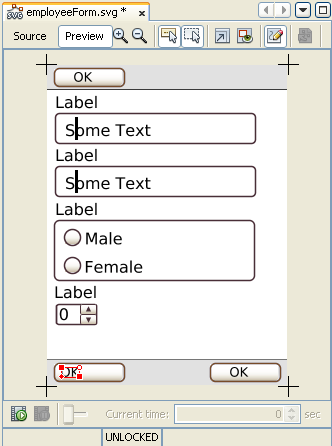 employeeForm.svg *
Source Preview
OK
Label
Some Text
Label
Some Text
Label
Male
Female
Label
0
OK OK
Current time: 0 sec
UNLOCKED